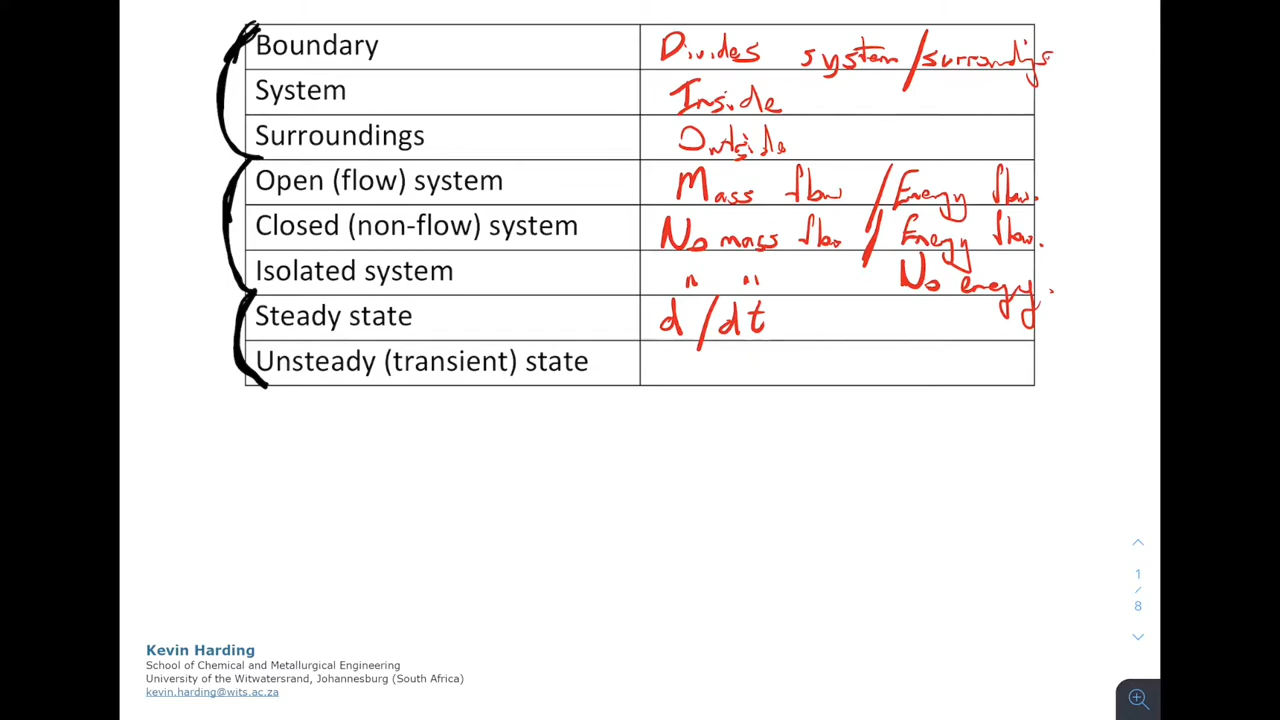 Boundary Divides system/surroundings
System Inside
Surroundings Outside
Open (flow) system Mass flow / Energy flow.
Closed (non-flow) system No mass flow / Energy flow.
Isolated system " " No energy.
Steady state d/dt
Unsteady (transient) state
1
/
8
Kevin Harding
School of Chemical and Metallurgical Engineering
University of the Witwatersrand, Johannesburg (South Africa)
kevin.harding@wits.ac.za